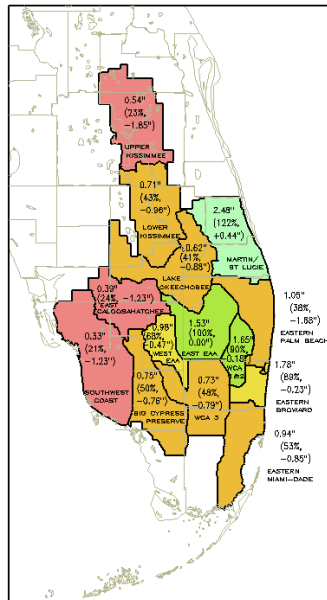 0.54"
(23%,
-1.85")
UPPER
KISSIMMEE
0.71"
(43%,
-0.96")
LOWER
KISSIMMEE
2.48"
(122%,
+0.44")
MARTIN/
ST LUCIE
0.62"
(41%,
-0.88")
LAKE
OKEECHOBEE
0.39"
(24%, -1.23")
EAST
CALOOSAHATCHEE
0.33"
(21%,
-1.23")
SOUTHWEST
COAST
0.98"
(68%,
-0.47")
WEST
EAA
1.53"
(100%,
0.00")
EAST EAA
1.65"
(90%,
-0.18")
WCA
1.05"
(38%,
-1.68")
EASTERN
PALM BEACH
0.75"
(50%,
-0.76")
BIG CYPRESS
PRESERVE
0.73"
(48%,
-0.79")
WCA 3
1.78"
(89%,
-0.23")
EASTERN
BROWARD
0.94"
(53%,
-0.85")
EASTERN
MIAMI-DADE